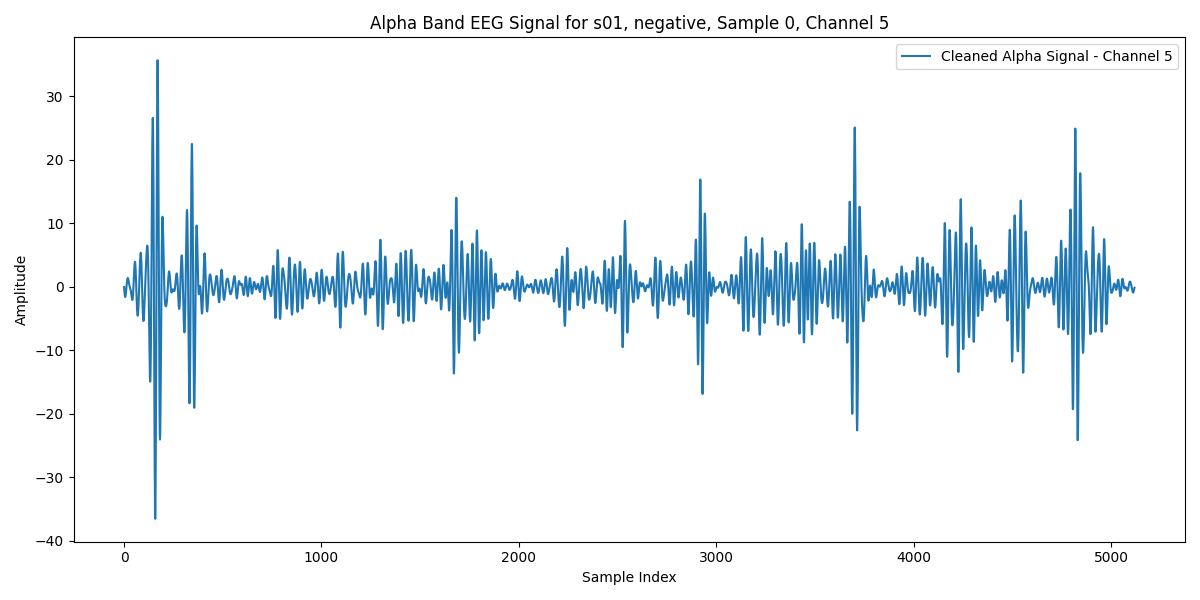 Alpha Band EEG Signal for s01, negative, Sample 0, Channel 5
Cleaned Alpha Signal - Channel 5
Amplitude
30
20
10
0
−10
−20
−30
−40
0 1000 2000 3000 4000 5000
Sample Index